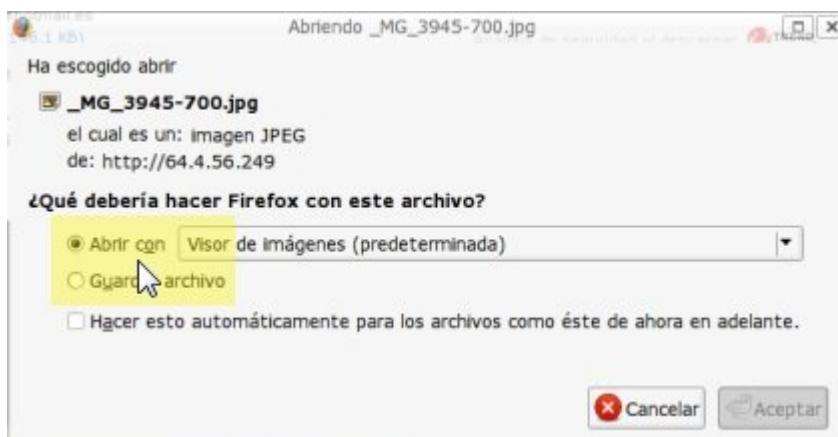 Abriendo _MG_3945-700.jpg
Ha escogido abrir
_MG_3945-700.jpg
el cual es un: imagen JPEG
de: http://64.4.56.249
¿Qué debería hacer Firefox con este archivo?
Abrir con Visor de imágenes (predeterminada)
archivo
Hacer esto automáticamente para los archivos como éste de ahora en adelante.
Cancelar Aceptar